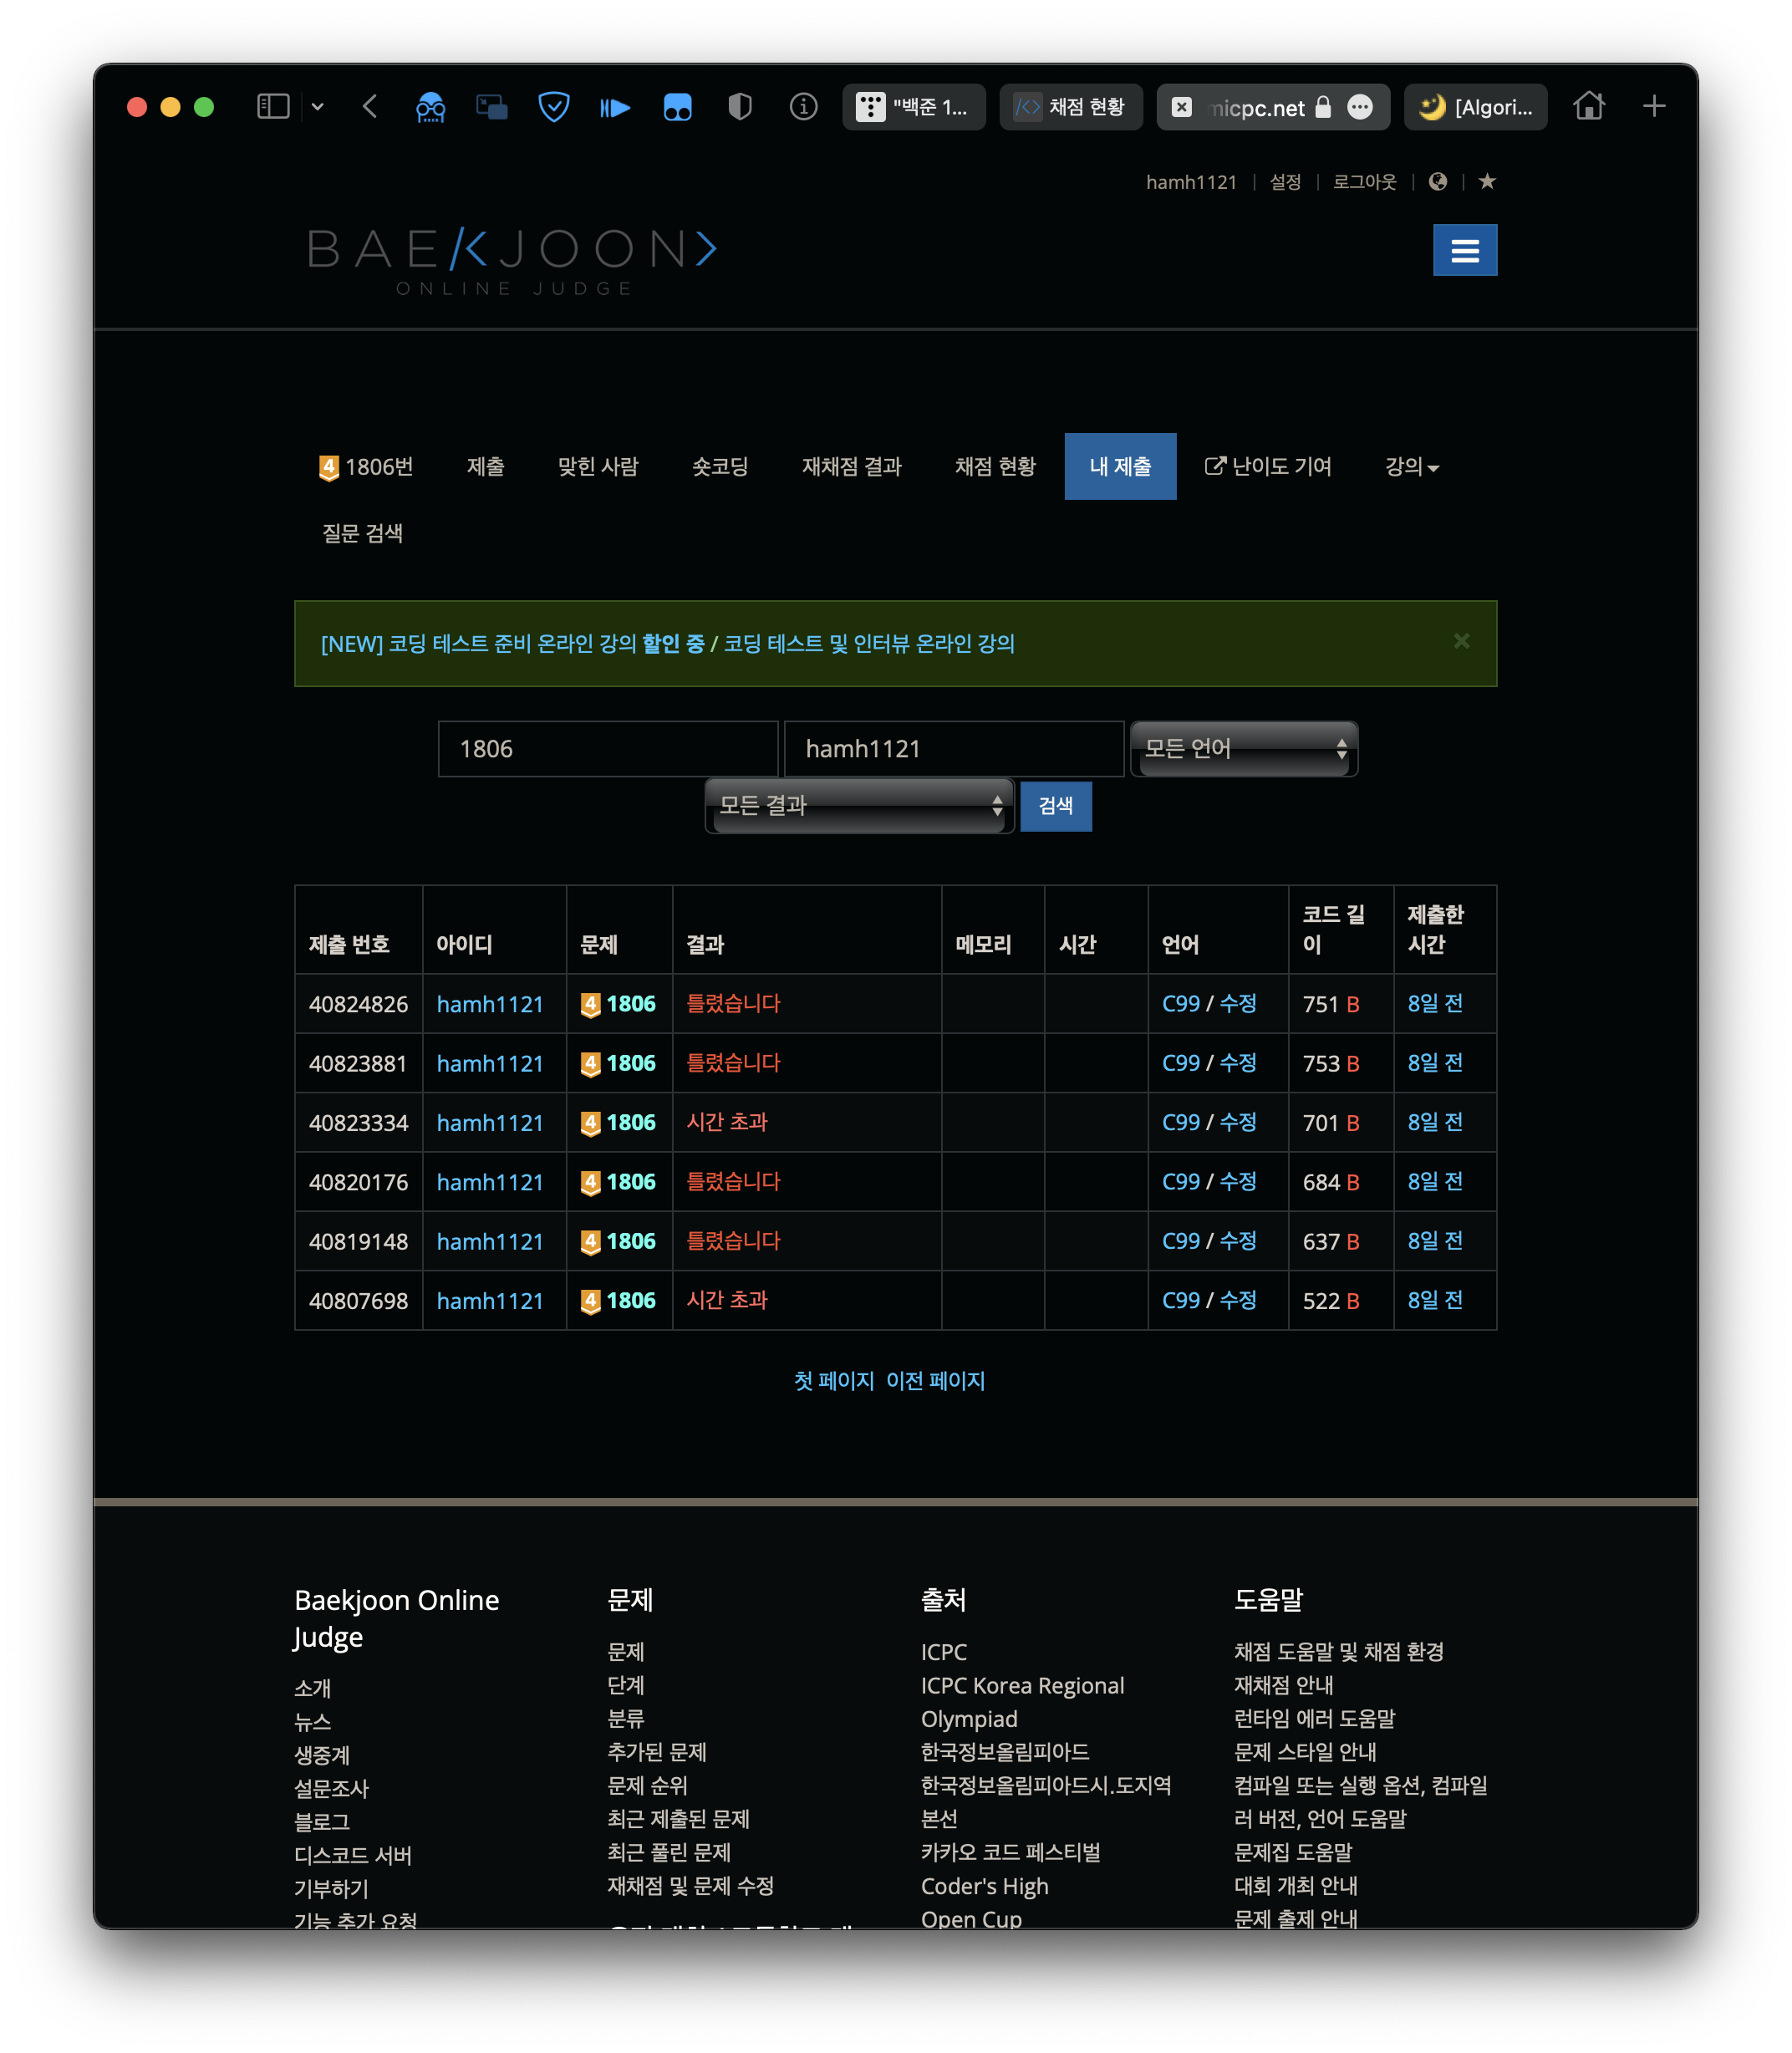 "백준 1...
채점 현황
micpc.net
[Algori...
hamh1121 | 설정 | 로그아웃
BAEKJOON>
ONLINE JUDGE
4 1806번 제출 맞힌 사람 숏코딩 재채점 결과 채점 현황 내 제출 난이도 기여 강의
질문 검색
[NEW] 코딩 테스트 준비 온라인 강의 할인 중 / 코딩 테스트 및 인터뷰 온라인 강의
1806 hamh1121 모든 언어
모든 결과 검색
제출 번호 아이디 문제 결과 메모리 시간 언어 코드 길이 제출한 시간
40824826 hamh1121 4 1806 틀렸습니다 C99 / 수정 751 B 8일 전
40823881 hamh1121 4 1806 틀렸습니다 C99 / 수정 753 B 8일 전
40823334 hamh1121 4 1806 시간 초과 C99 / 수정 701 B 8일 전
40820176 hamh1121 4 1806 틀렸습니다 C99 / 수정 684 B 8일 전
40819148 hamh1121 4 1806 틀렸습니다 C99 / 수정 637 B 8일 전
40807698 hamh1121 4 1806 시간 초과 C99 / 수정 522 B 8일 전
첫 페이지 이전 페이지
Baekjoon Online
Judge
소개
뉴스
생중계
설문조사
블로그
디스코드 서버
기부하기
기능 추가 요청
문제
문제
단계
분류
추가된 문제
문제 순위
최근 제출된 문제
최근 풀린 문제
재채점 및 문제 수정
출처
ICPC
ICPC Korea Regional
Olympiad
한국정보올림피아드
한국정보올림피아드시.도지역
본선
카카오 코드 페스티벌
Coder's High
Open Cup
도움말
채점 도움말 및 채점 환경
재채점 안내
런타임 에러 도움말
문제 스타일 안내
컴파일 또는 실행 옵션, 컴파일
러 버전, 언어 도움말
문제집 도움말
대회 개최 안내
문제 출제 안내